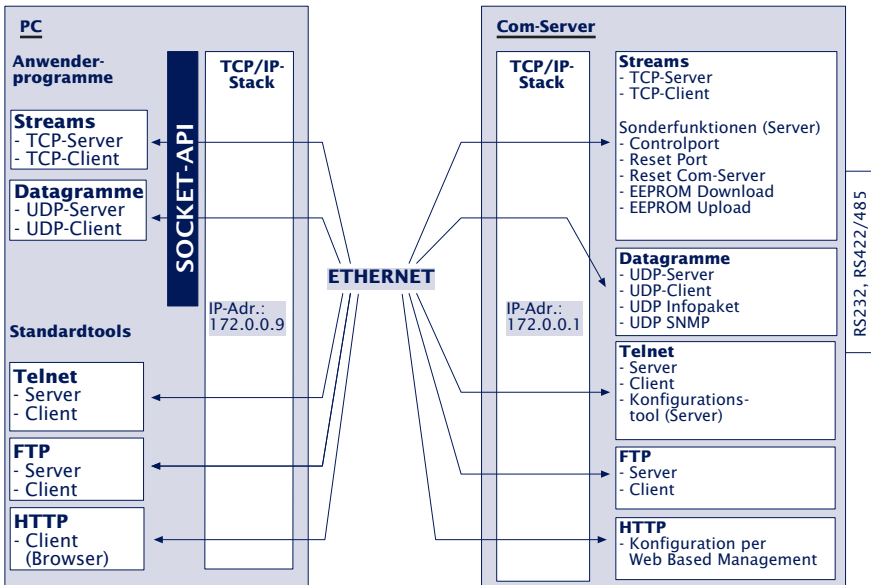 PC
Anwender-
programme
Streams
- TCP-Server
- TCP-Client
Datagramme
- UDP-Server
- UDP-Client
Standardtools
Telnet
- Server
- Client
FTP
- Server
- Client
HTTP
- Client
(Browser)
SOCKET-API
TCP/IP-
Stack
IP-Adr.:
172.0.0.9
ETHERNET
Com-Server
TCP/IP-
Stack
IP-Adr.:
172.0.0.1
Streams
- TCP-Server
- TCP-Client
Sonderfunktionen (Server)
- Controlport
- Reset Port
- Reset Com-Server
- EEPROM Download
- EEPROM Upload
Datagramme
- UDP-Server
- UDP-Client
- UDP Infopaket
- UDP SNMP
Telnet
- Server
- Client
- Konfigurations-
tool (Server)
FTP
- Server
- Client
HTTP
- Konfiguration per
Web Based Management
RS232, RS422/485